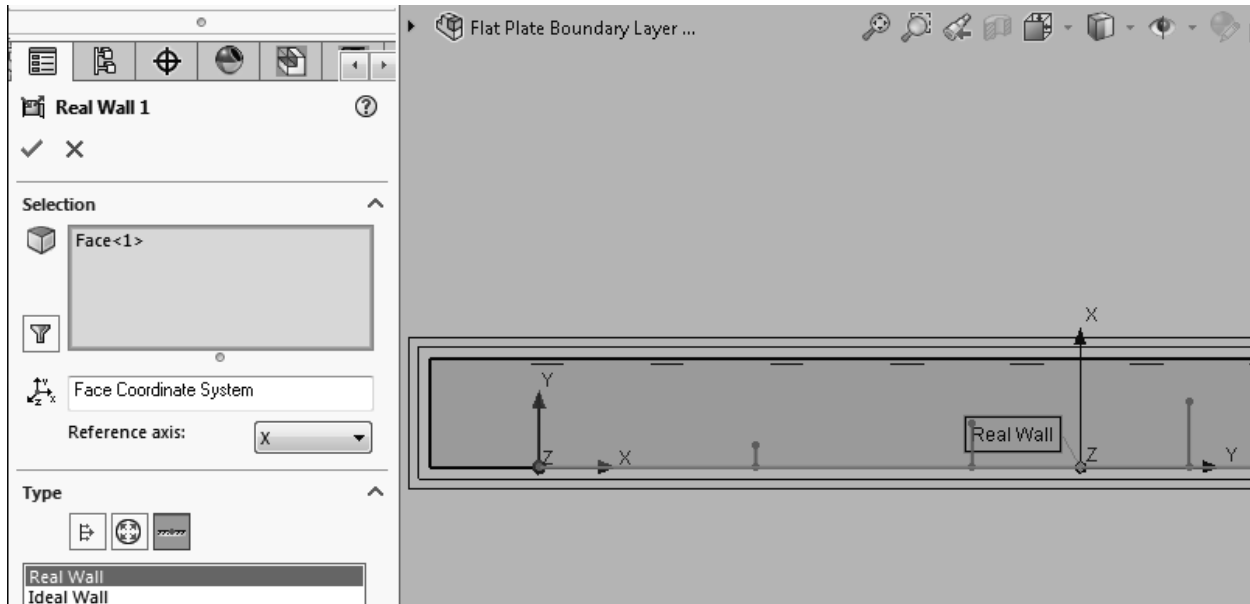 Flat Plate Boundary Layer ...
Real Wall 1
Selection
Face<1>
Face Coordinate System
Reference axis:
X
Type
Real Wall
Ideal Wall
X
Y
Z
X
Real Wall
Z
Y